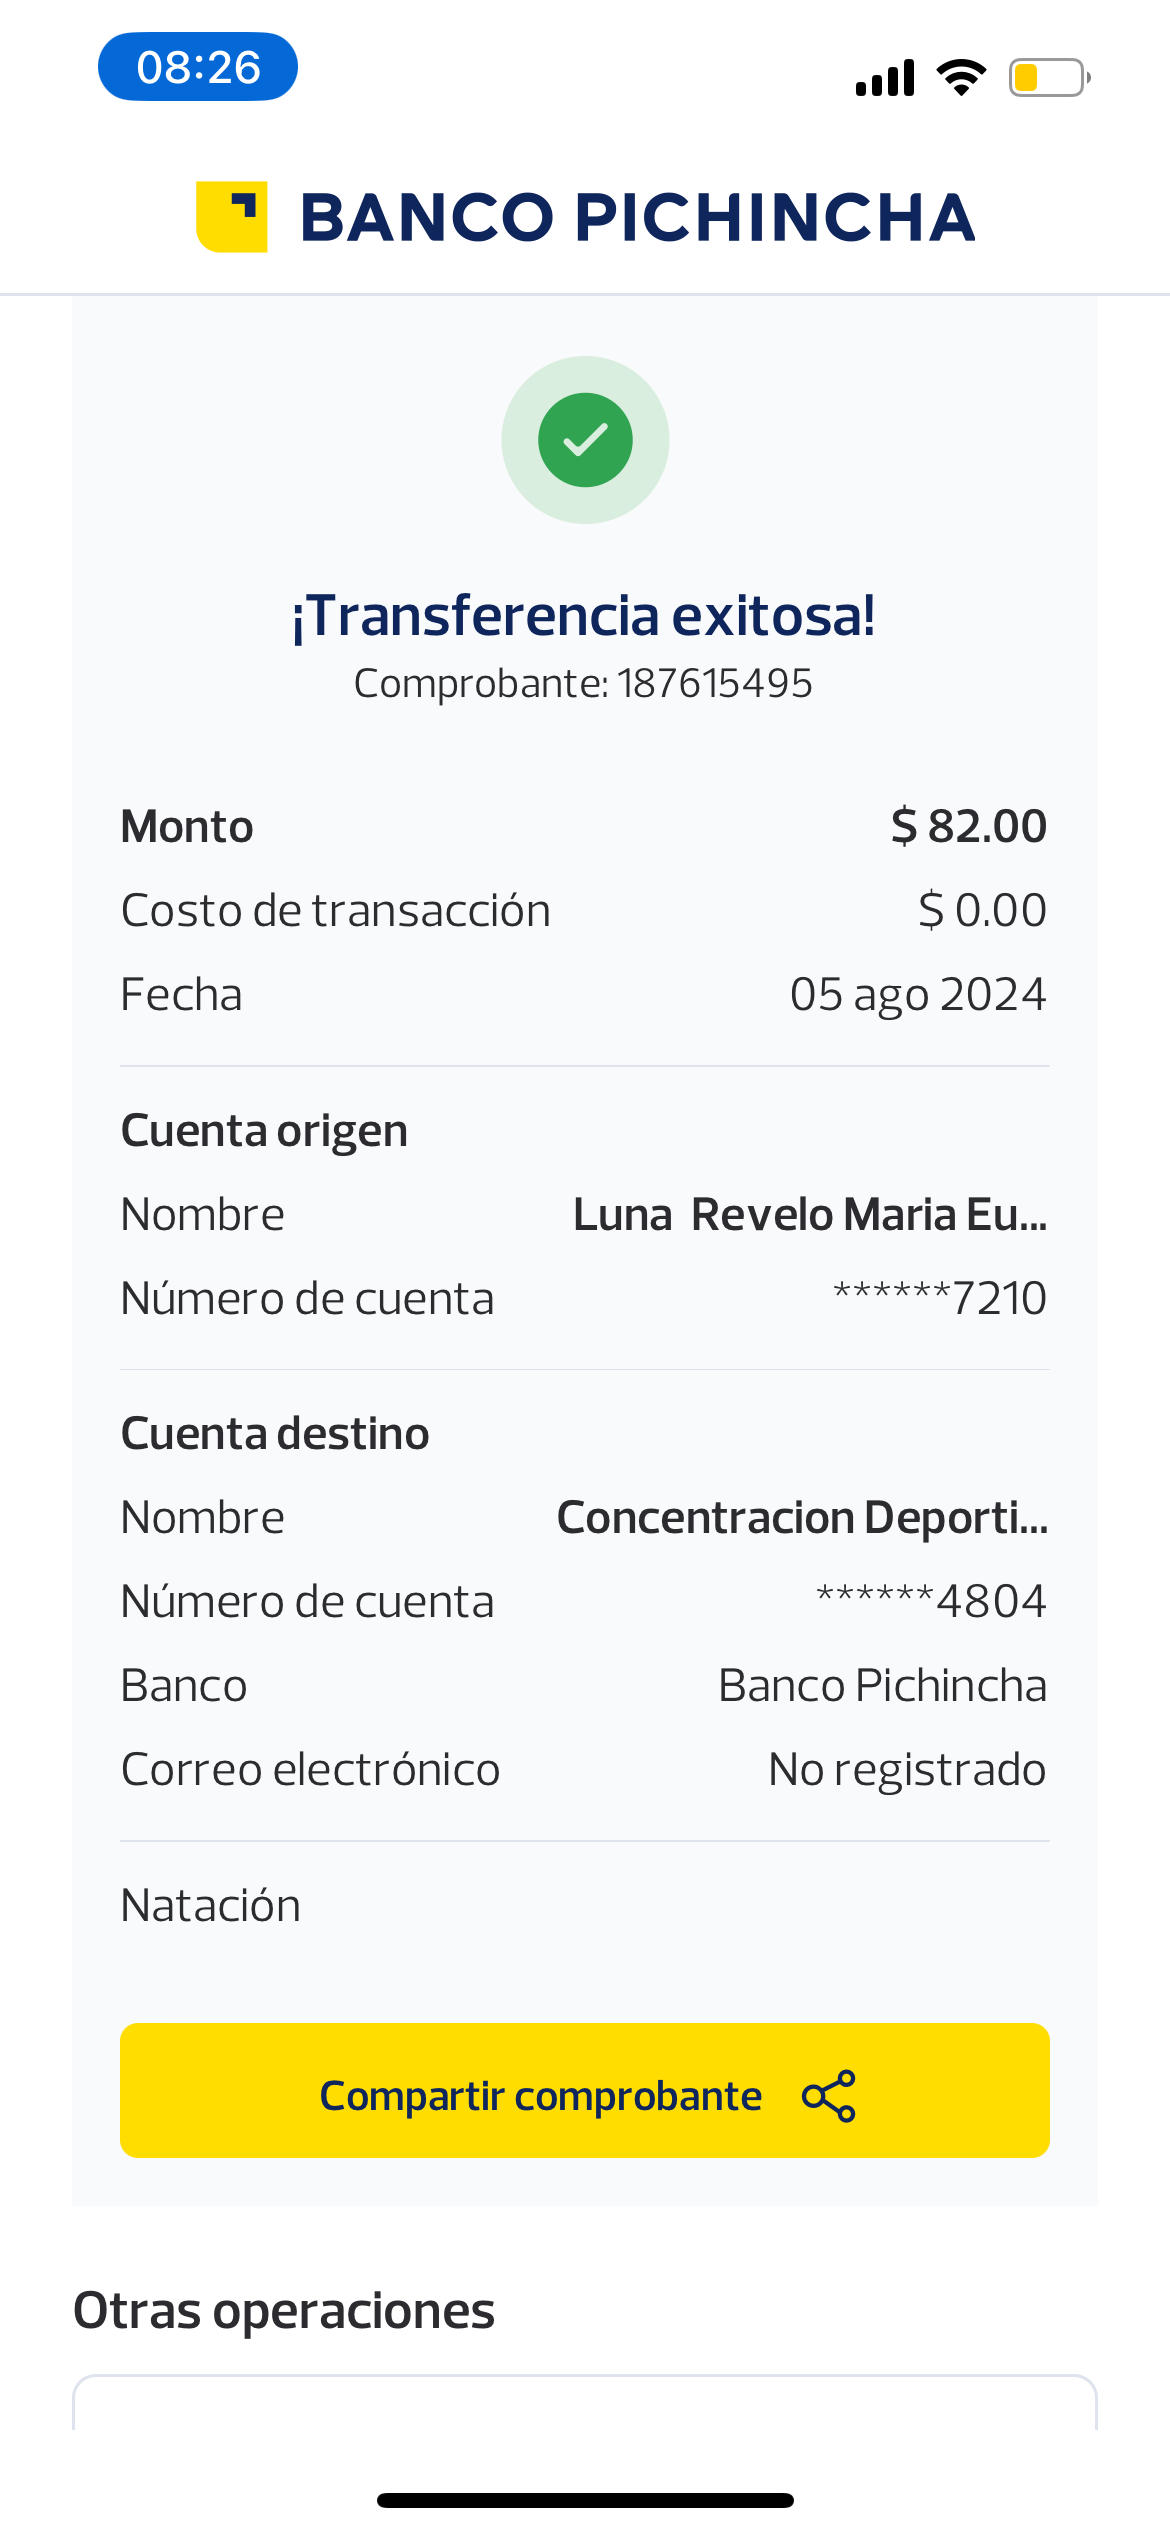 08:26
BANCO PICHINCHA
¡Transferencia exitosa!
Comprobante: 187615495
Monto $ 82.00
Costo de transacción $ 0.00
Fecha 05 ago 2024
Cuenta origen
Nombre Luna  Revelo Maria Eu...
Número de cuenta ******7210
Cuenta destino
Nombre Concentracion Deporti...
Número de cuenta ******4804
Banco Banco Pichincha
Correo electrónico No registrado
Natación
Compartir comprobante
Otras operaciones